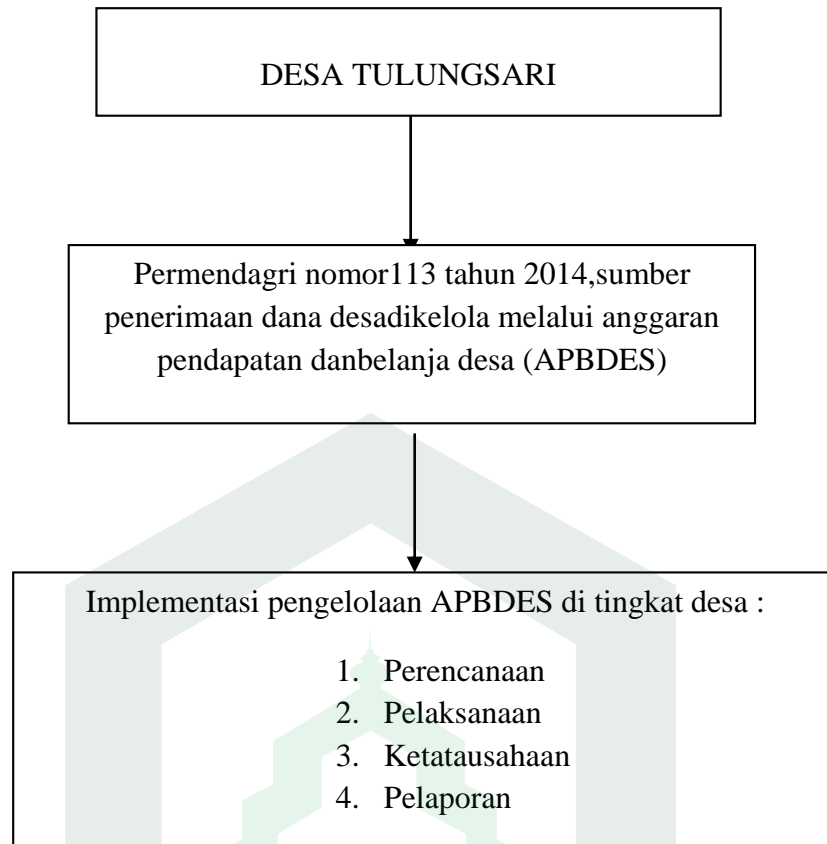 DESA TULUNGSARI
Permendagri nomor113 tahun 2014,sumber
penerimaan dana desadikelola melalui anggaran
pendapatan danbelanja desa (APBDES)
Implementasi pengelolaan APBDES di tingkat desa :
1. Perencanaan
2. Pelaksanaan
3. Ketatausahaan
4. Pelaporan